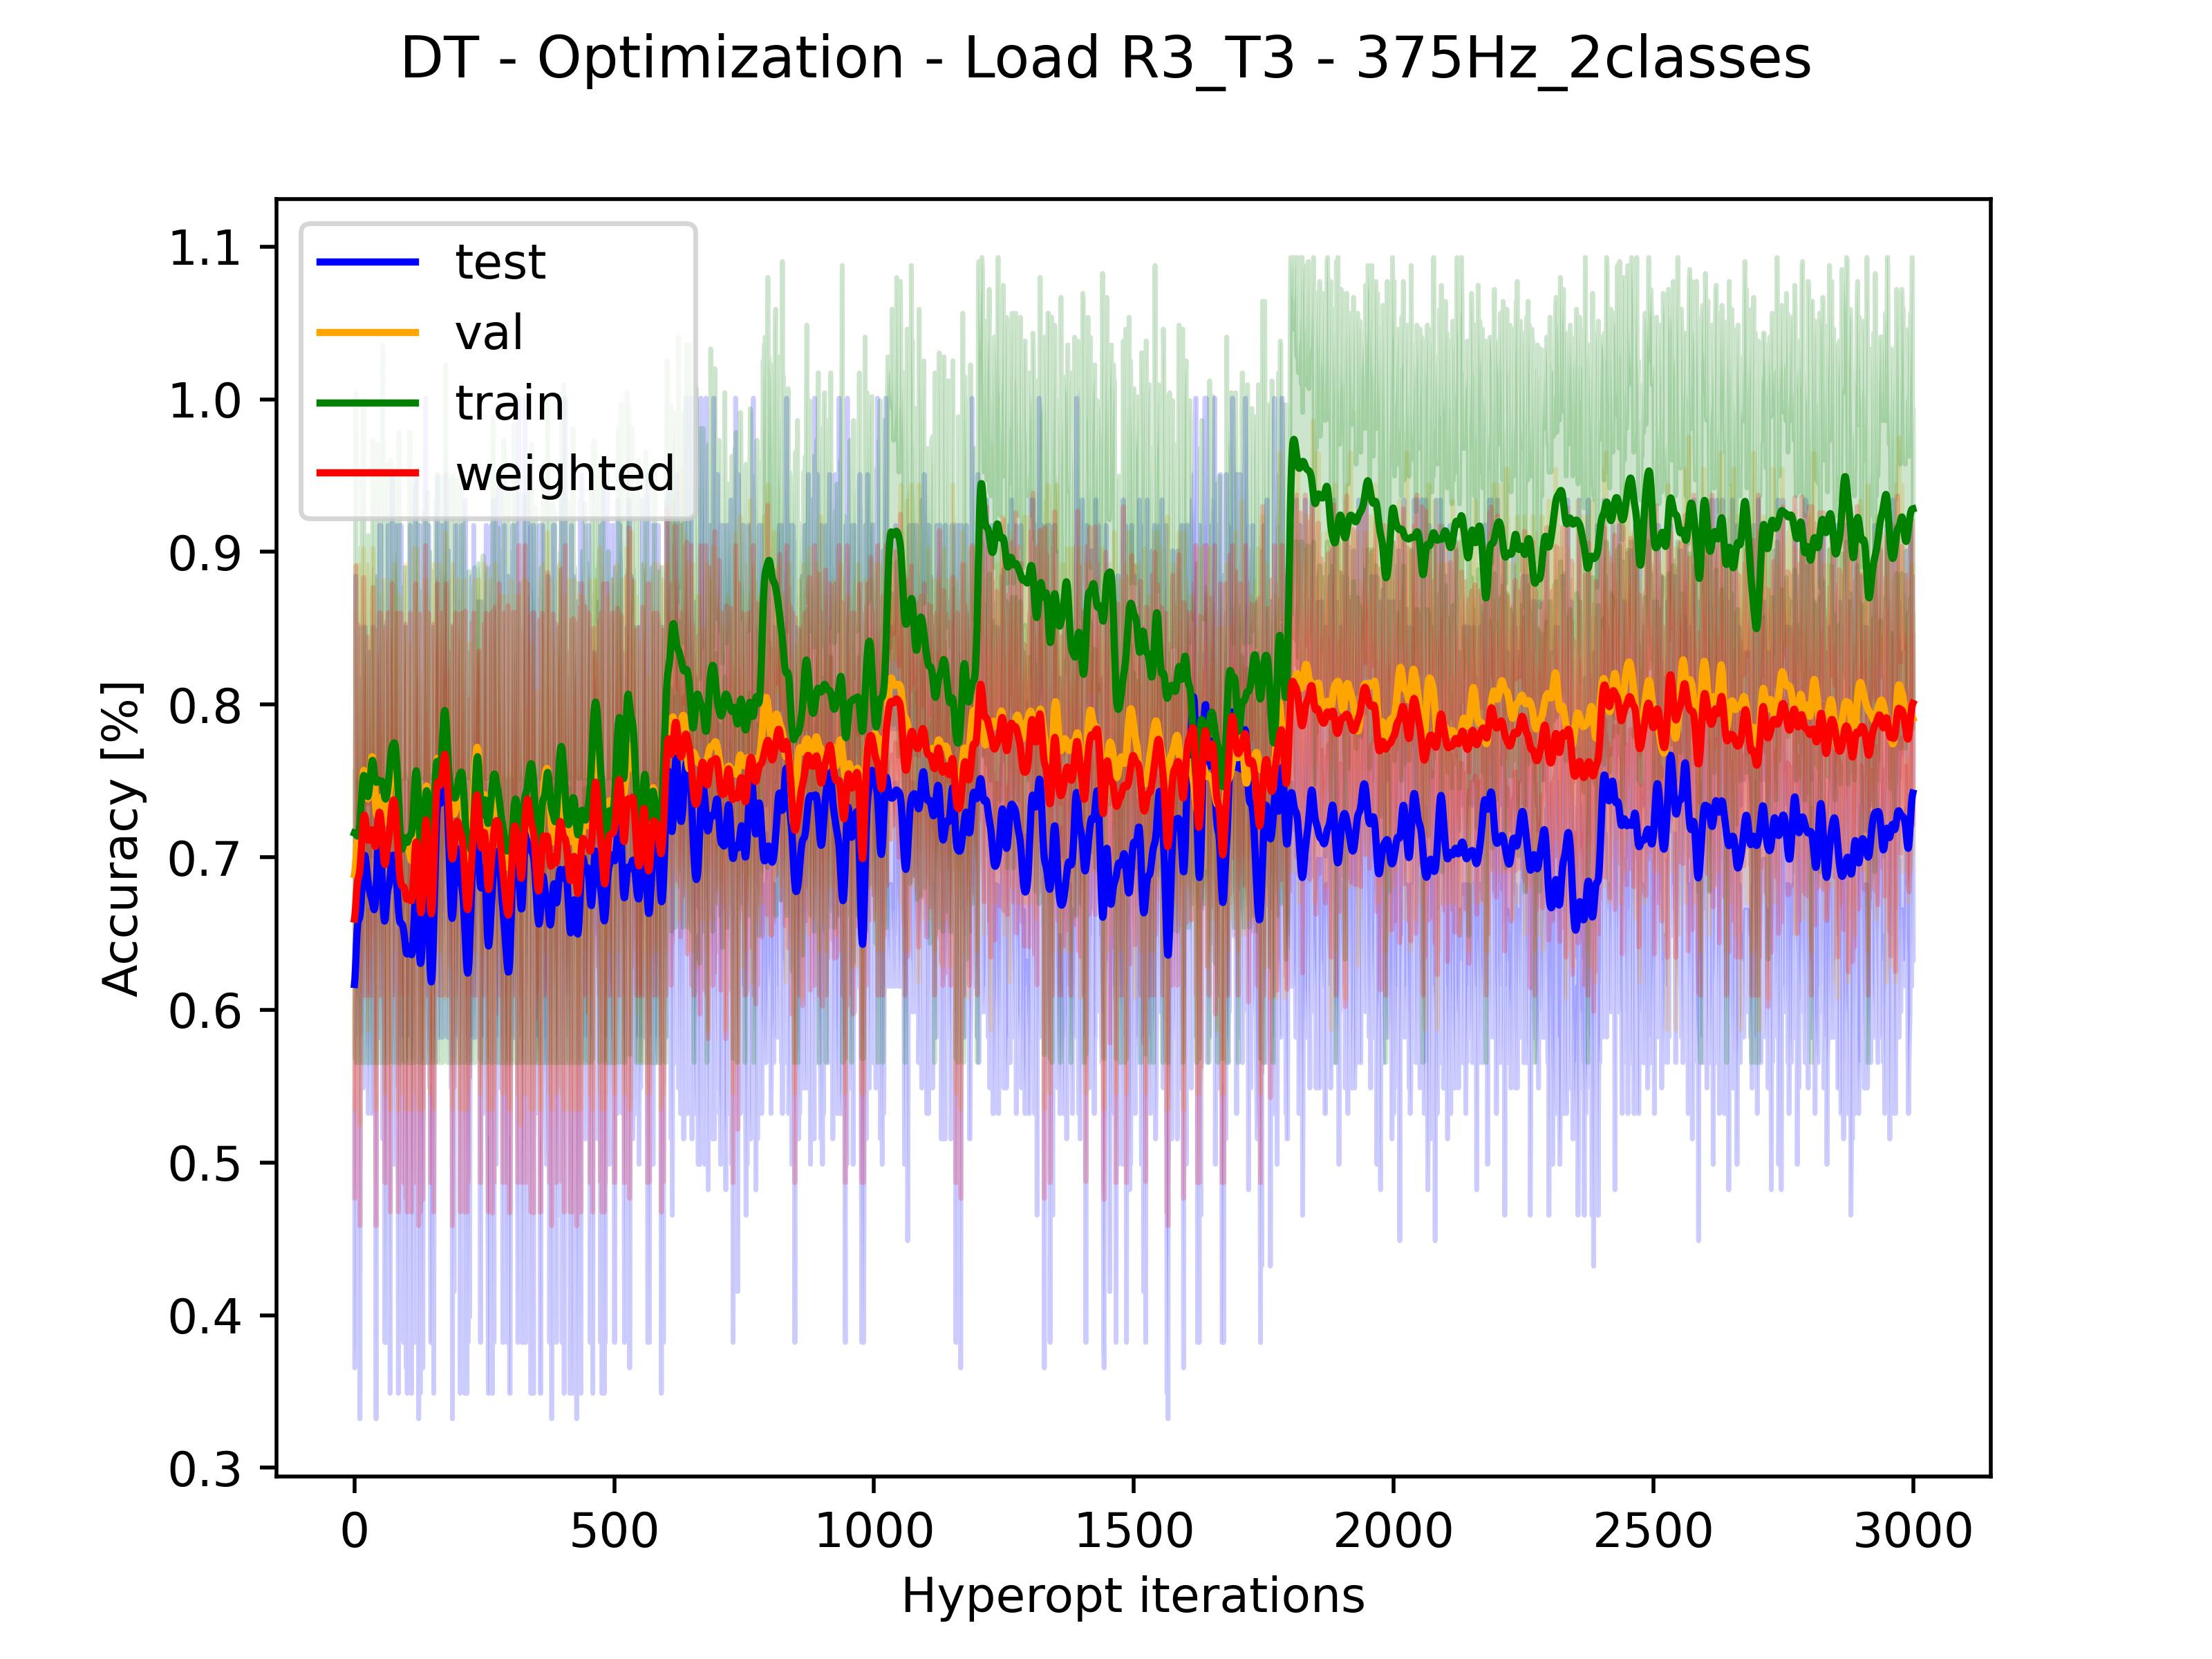 DT - Optimization - Load R3_T3 - 375Hz_2classes
test
val
train
weighted
1.1
1.0
0.9
0.8
0.7
0.6
0.5
0.4
0.3
Accuracy [%]
0 500 1000 1500 2000 2500 3000
Hyperopt iterations